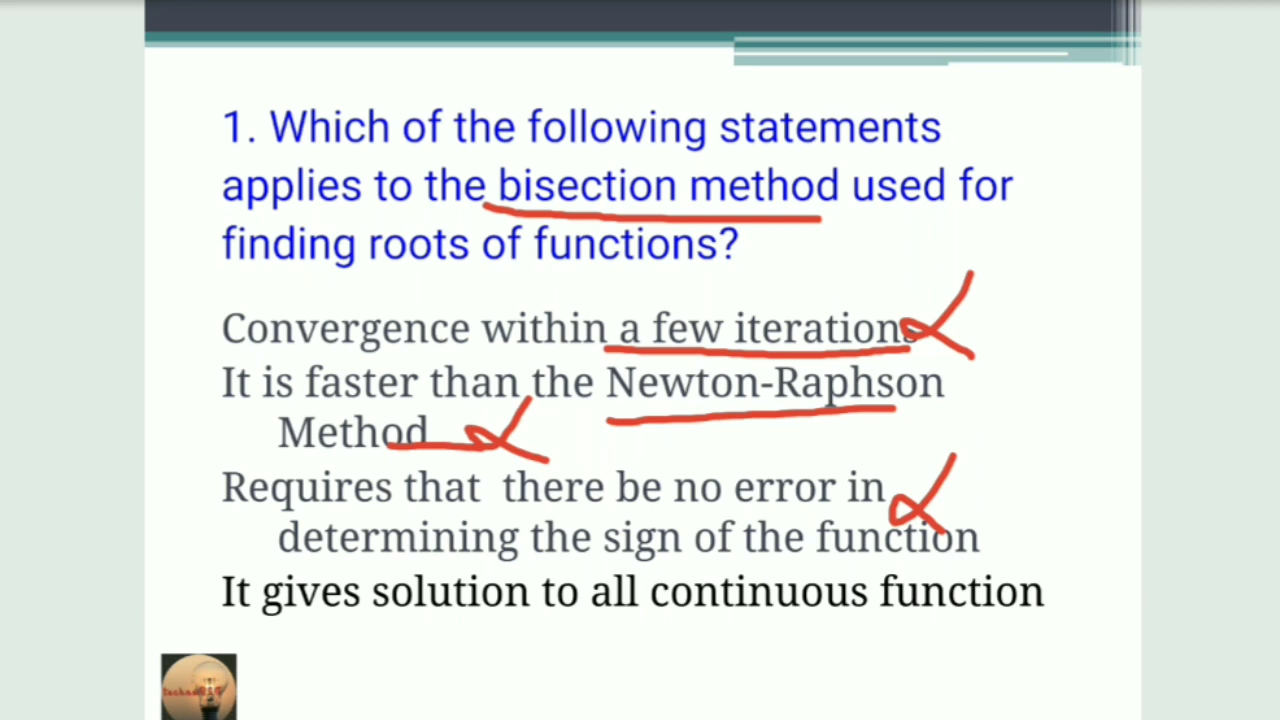 1. Which of the following statements
applies to the bisection method used for
finding roots of functions?
Convergence within a few iterations
It is faster than the Newton-Raphson
Method
Requires that there be no error in
determining the sign of the function
It gives solution to all continuous function